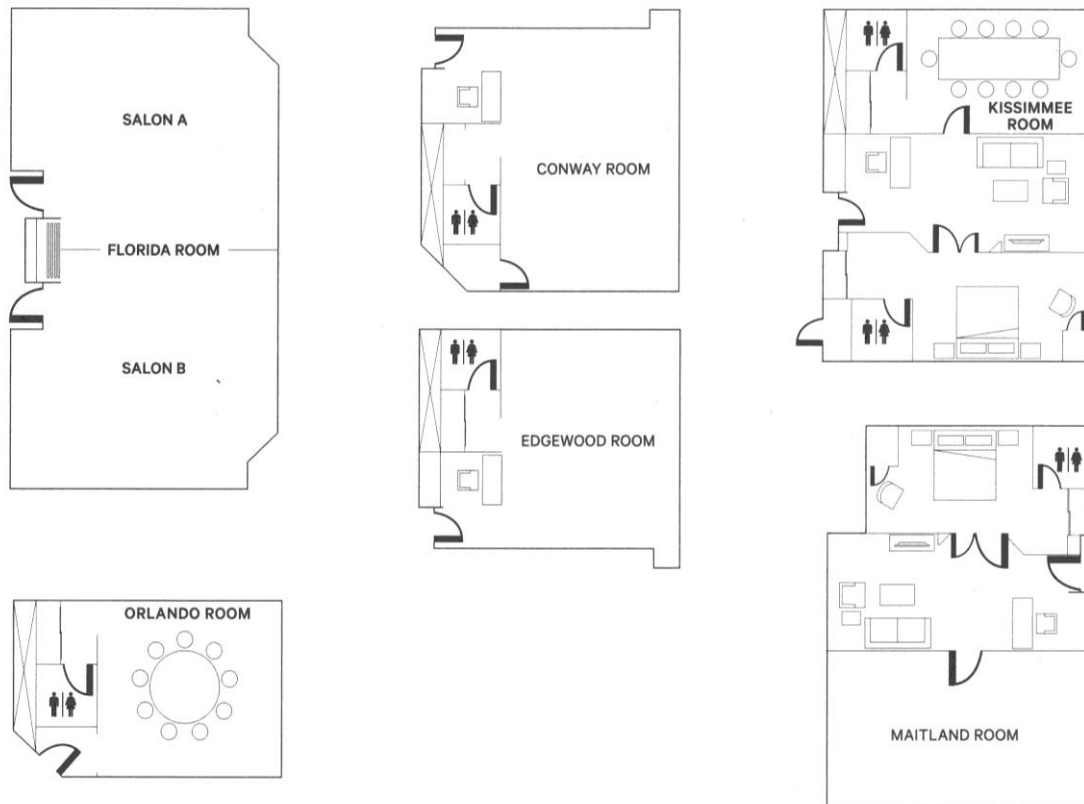 SALON A
FLORIDA ROOM
SALON B
CONWAY ROOM
EDGEWOOD ROOM
KISSIMMEE
ROOM
ORLANDO ROOM
MAITLAND ROOM